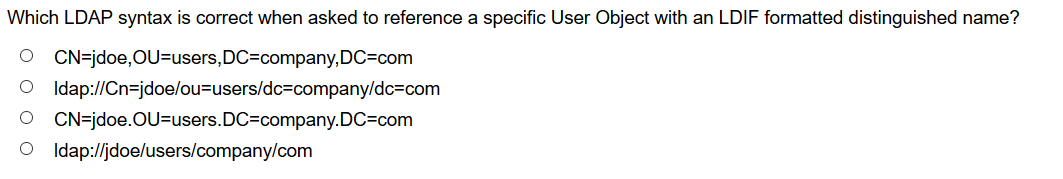 Which LDAP syntax is correct when asked to reference a specific User Object with an LDIF formatted distinguished name?
CN=jdoe,OU=users,DC=company,DC=com
ldap://Cn=jdoe/ou=users/dc=company/dc=com
CN=jdoe.OU=users.DC=company.DC=com
ldap://jdoe/users/company/com